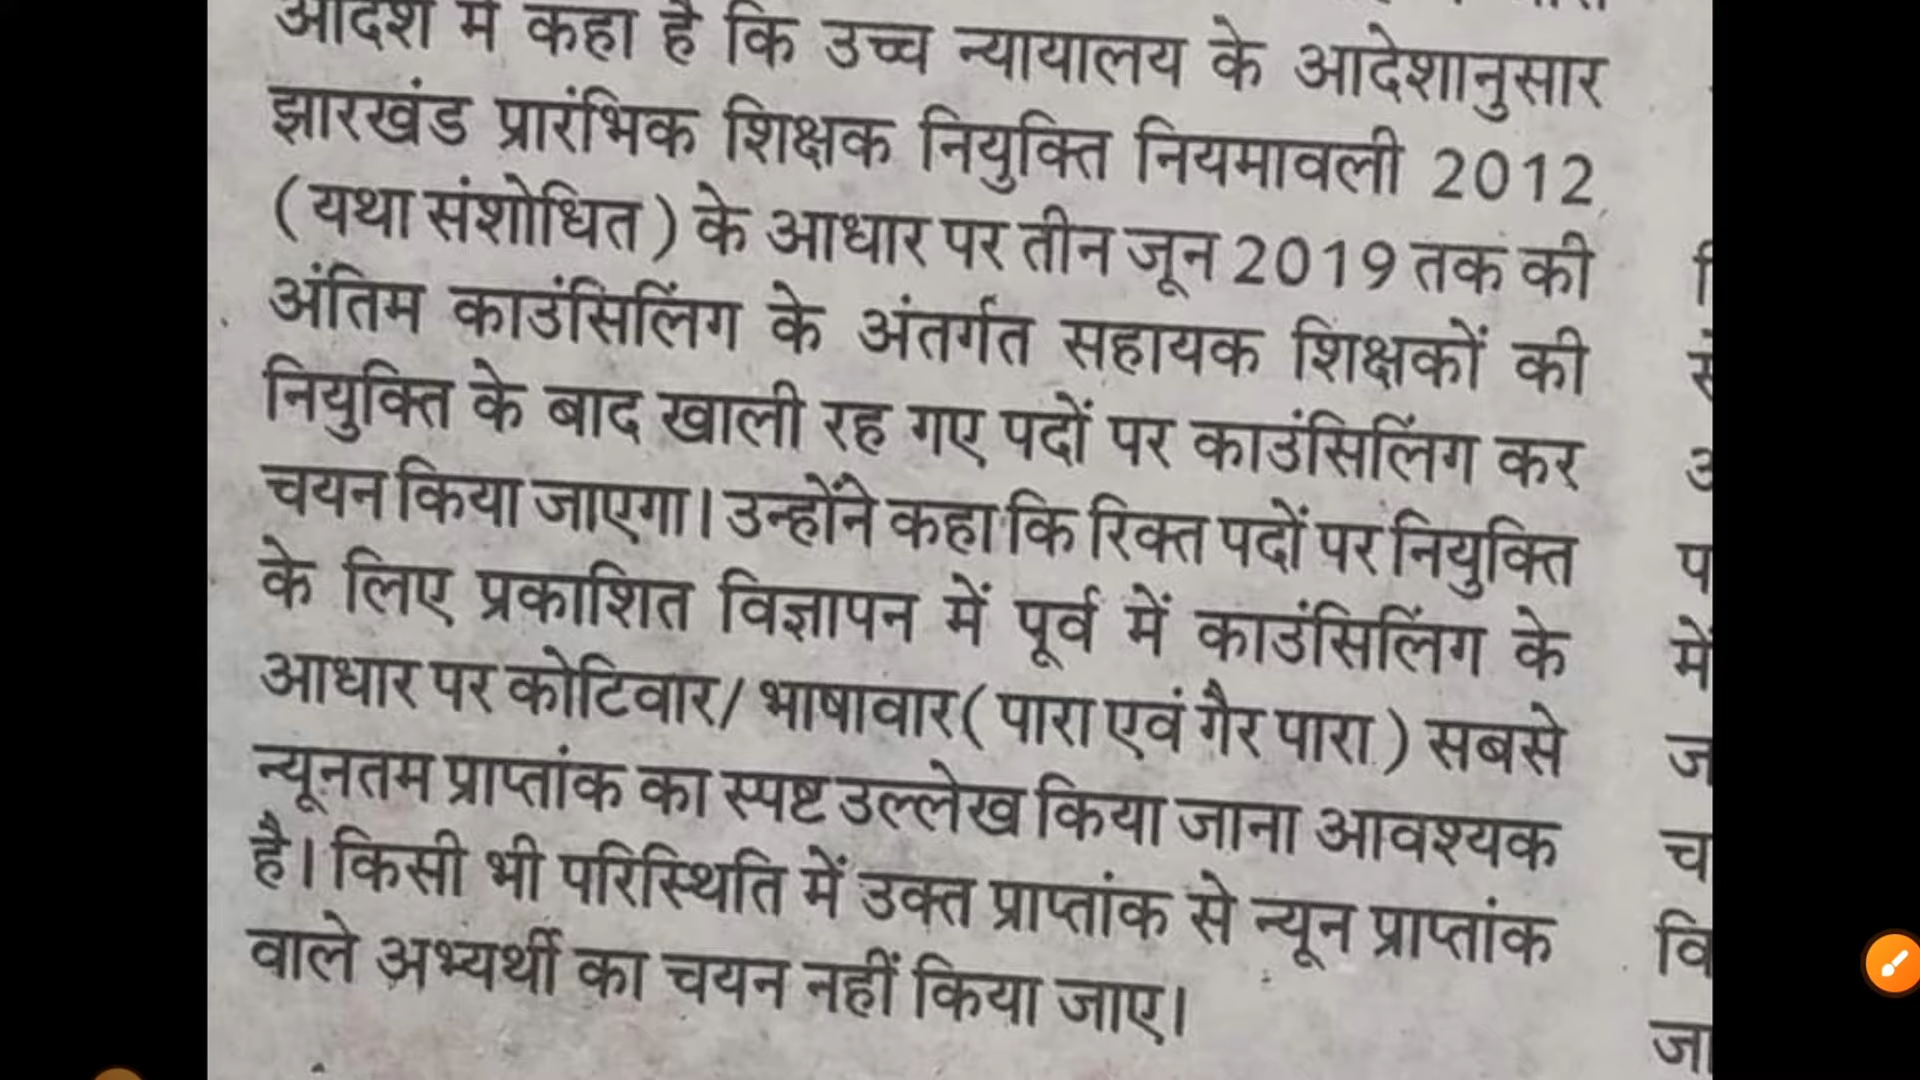 आदेश में कहा है कि उच्च न्यायालय के आदेशानुसार
झारखंड प्रारंभिक शिक्षक नियुक्ति नियमावली 2012
(यथा संशोधित) के आधार पर तीन जून 2019 तक की
अंतिम काउंसिलिंग के अंतर्गत सहायक शिक्षकों की
नियुक्ति के बाद खाली रह गए पदों पर काउंसिलिंग कर
चयन किया जाएगा। उन्होंने कहा कि रिक्त पदों पर नियुक्ति
के लिए प्रकाशित विज्ञापन में पूर्व में काउंसिलिंग के
आधार पर कोटिवार/ भाषावार( पारा एवं गैर पारा) सबसे
न्यूनतम प्राप्तांक का स्पष्ट उल्लेख किया जाना आवश्यक
है। किसी भी परिस्थिति में उक्त प्राप्तांक से न्यून प्राप्तांक
वाले अभ्यर्थी का चयन नहीं किया जाए।